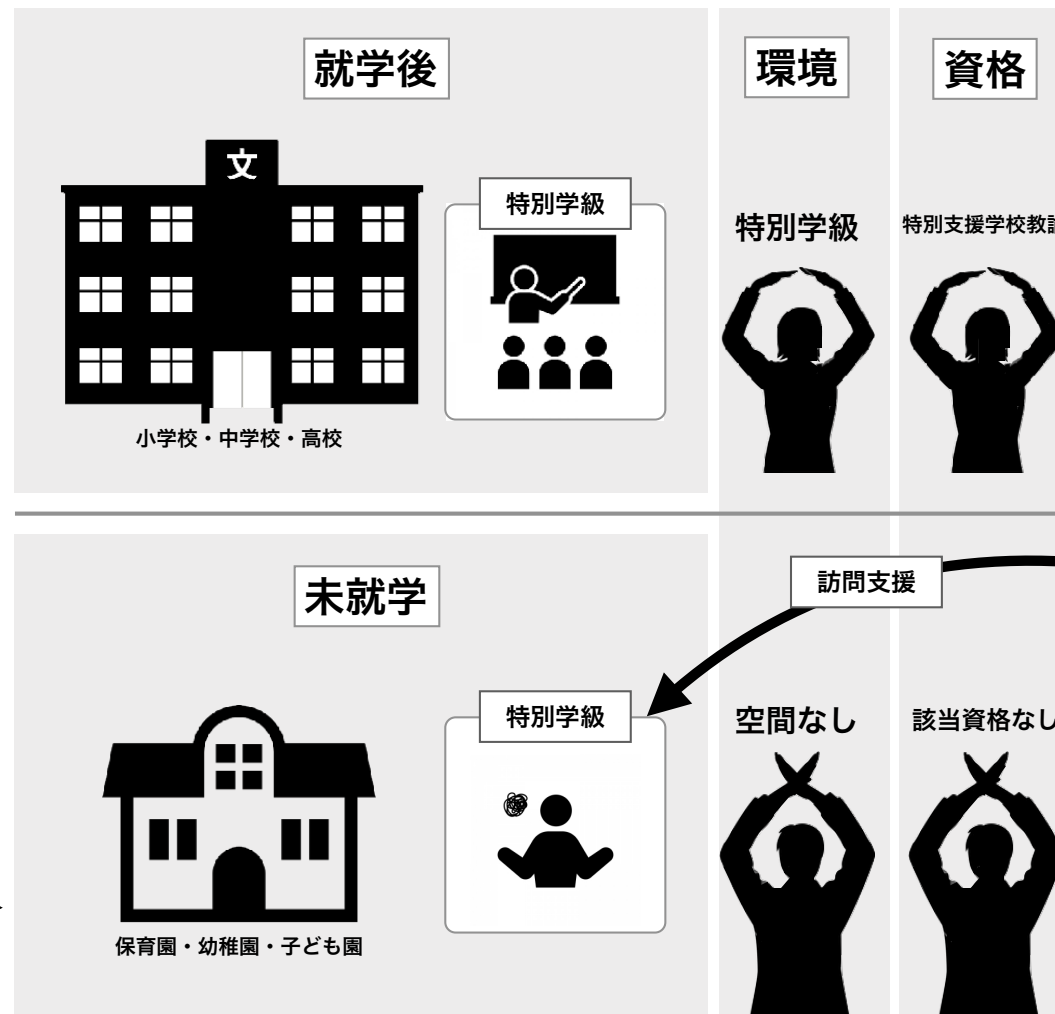 就学後
環境
資格
文
特別学級
特別学級
特別支援学校教諭
小学校・中学校・高校
未就学
訪問支援
特別学級
空間なし
該当資格なし
保育園・幼稚園・子ども園